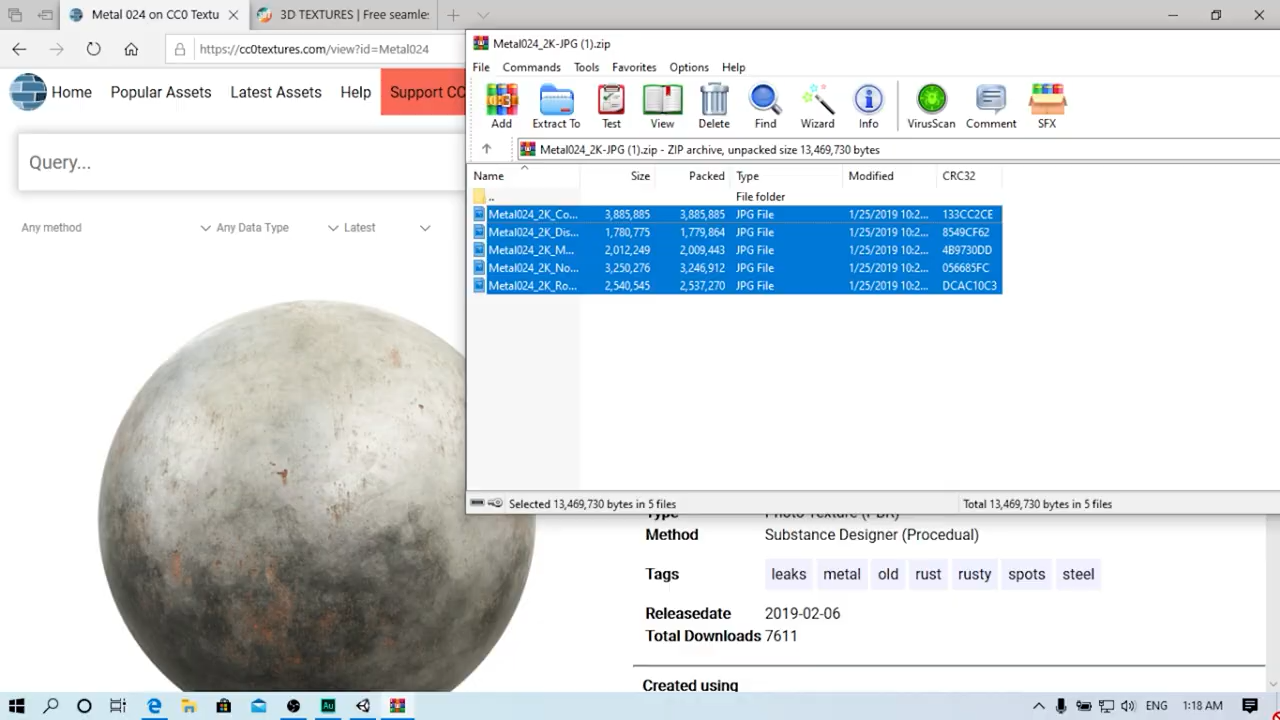 Metal 024 on CC0 Textu
3D TEXTURES | Free seamles
https://cc0textures.com/view?id=Metal024
Home
Popular Assets
Latest Assets
Help
Support CC
Query...
Any method
Any Data Type
Latest
Metal024_2K-JPG (1).zip
File Commands Tools Favorites Options Help
Add Extract To Test View Delete Find Wizard Info VirusScan Comment SFX
Metal024_2K-JPG (1).zip - ZIP archive, unpacked size 13,469,730 bytes
Name Size Packed Type Modified CRC32
.. File folder
Metal024_2K_Co... 3,885,885 3,885,885 JPG File 1/25/2019 10:2... 133CC2CE
Metal024_2K_Dis... 1,780,775 1,779,864 JPG File 1/25/2019 10:2... 8549CF62
Metal024_2K_M... 2,012,249 2,009,443 JPG File 1/25/2019 10:2... 4B9730DD
Metal024_2K_No... 3,250,276 3,246,912 JPG File 1/25/2019 10:2... 056685FC
Metal024_2K_Ro... 2,540,545 2,537,270 JPG File 1/25/2019 10:2... DCAC10C3
Selected 13,469,730 bytes in 5 files
Total 13,469,730 bytes in 5 files
Type Photo Texture (PBR)
Method Substance Designer (Procedual)
Tags leaks metal old rust rusty spots steel
Releasedate 2019-02-06
Total Downloads 7611
Created using
Au
ENG 1:18 AM